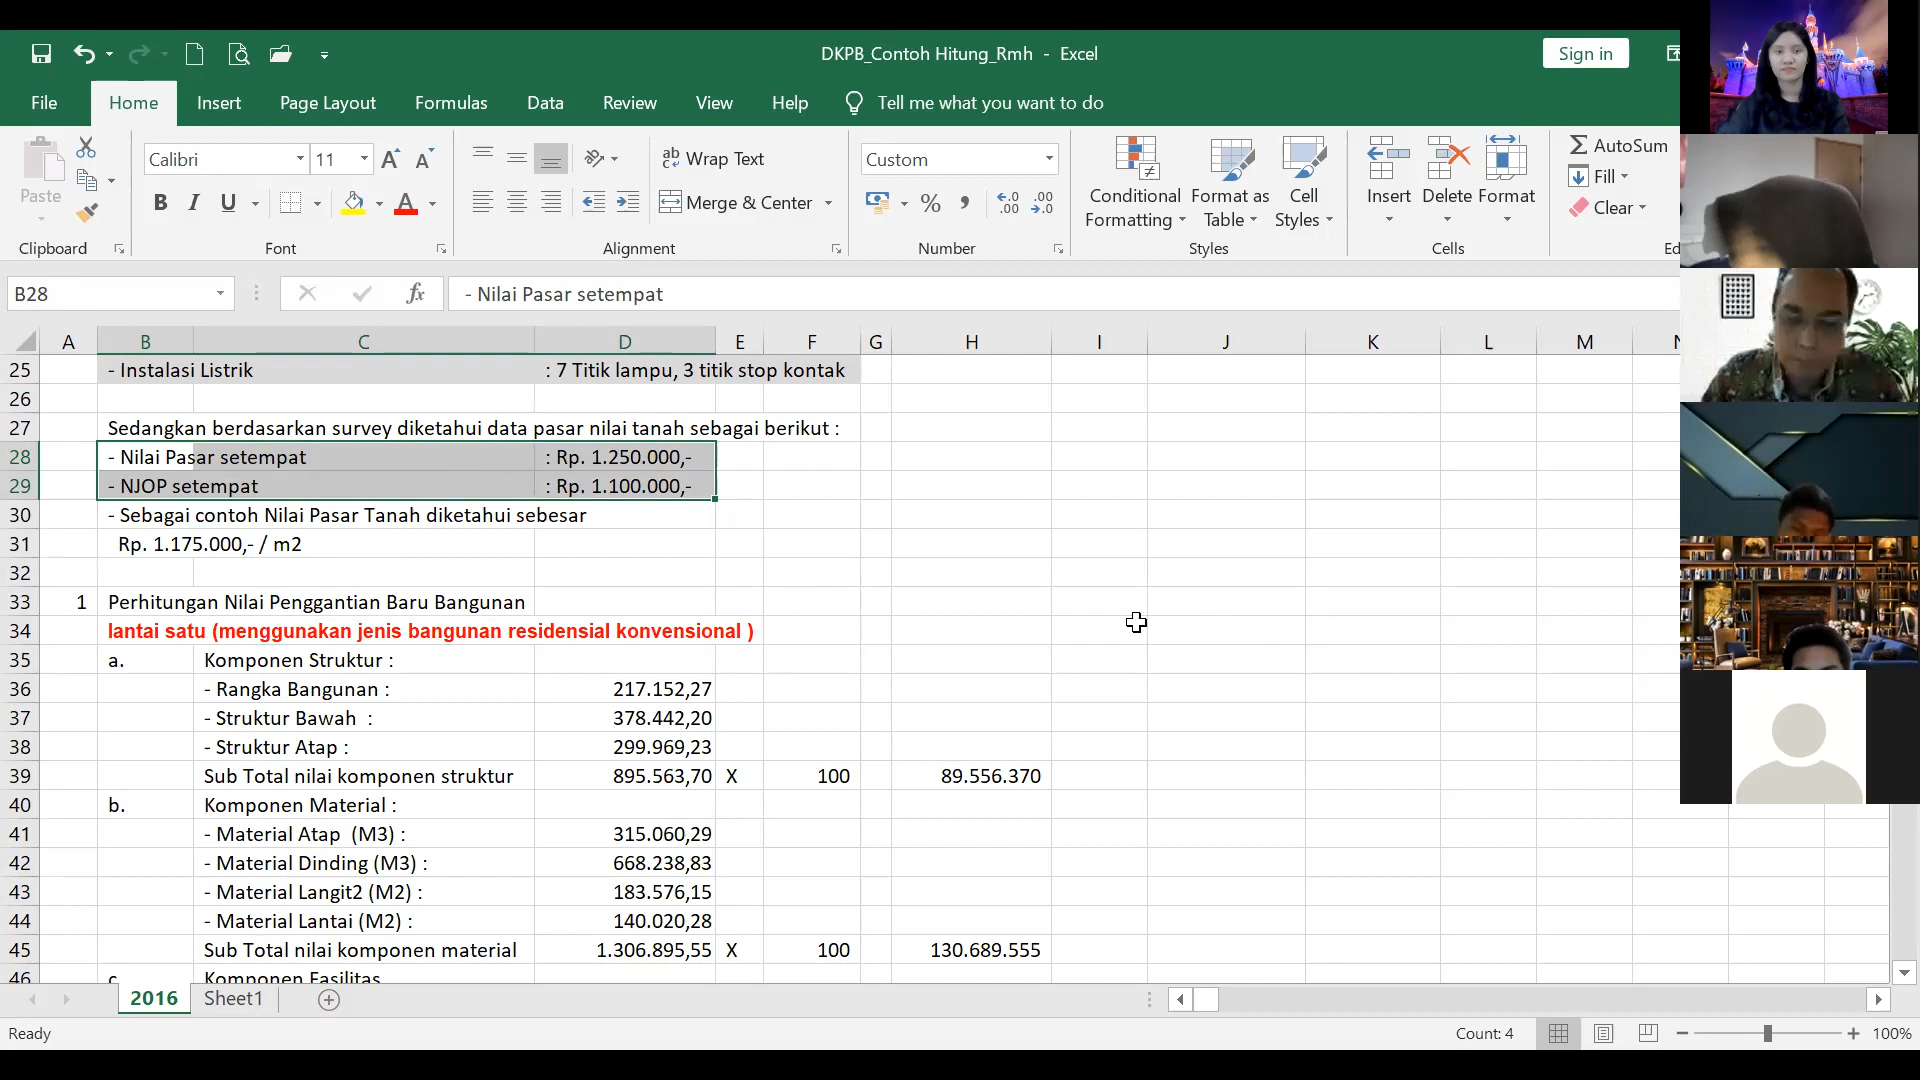 DKPB_Contoh Hitung_Rmh - Excel
Sign in
File Home Insert Page Layout Formulas Data Review View Help Tell me what you want to do
Paste
Clipboard
Calibri 11
B I U
Font
Wrap Text
Merge & Center
Alignment
Custom
Number
Conditional Formatting
Format as Table
Cell Styles
Styles
Insert Delete Format
Cells
AutoSum
Fill
Clear
Ed
B28 fx - Nilai Pasar setempat
A B C D E F G H I J K L M
25 - Instalasi Listrik : 7 Titik lampu, 3 titik stop kontak
26
27 Sedangkan berdasarkan survey diketahui data pasar nilai tanah sebagai berikut :
28 - Nilai Pasar setempat : Rp. 1.250.000,-
29 - NJOP setempat : Rp. 1.100.000,-
30 - Sebagai contoh Nilai Pasar Tanah diketahui sebesar
31 Rp. 1.175.000,- / m2
32
33 1 Perhitungan Nilai Penggantian Baru Bangunan
34 lantai satu (menggunakan jenis bangunan residensial konvensional )
35 a. Komponen Struktur :
36 - Rangka Bangunan : 217.152,27
37 - Struktur Bawah : 378.442,20
38 - Struktur Atap : 299.969,23
39 Sub Total nilai komponen struktur 895.563,70 X 100 89.556.370
40 b. Komponen Material :
41 - Material Atap (M3) : 315.060,29
42 - Material Dinding (M3) : 668.238,83
43 - Material Langit2 (M2) : 183.576,15
44 - Material Lantai (M2) : 140.020,28
45 Sub Total nilai komponen material 1.306.895,55 X 100 130.689.555
46 c. Komponen Fasilitas
2016 Sheet1
Ready Count: 4 100%